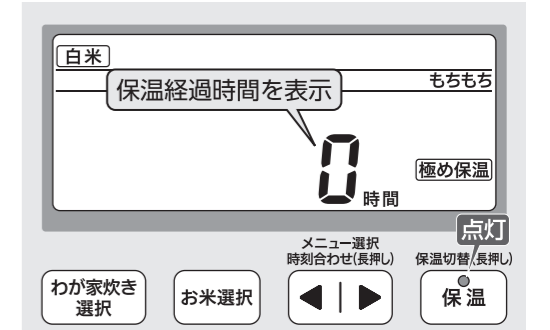 白米
もちもち
保温経過時間を表示
0
時間
極め保温
点灯
メニュー選択
時刻合わせ(長押し)
保温切替(長押し)
わが家炊き
選択
お米選択
◀|▶
保温